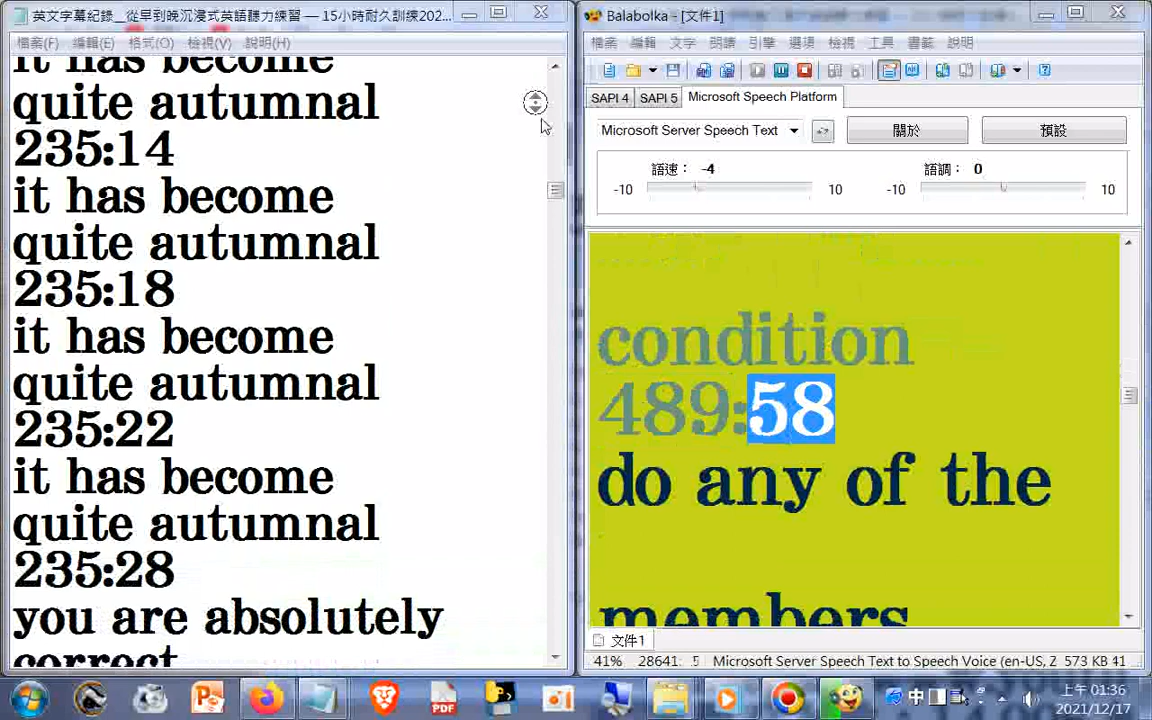 英文字幕紀錄__從早到晚沉浸式英語聽力練習 — 15小時耐久訓練202...
檔案(F) 編輯(E) 格式(O) 檢視(V) 說明(H)
it has become
quite autumnal
235:14
it has become
quite autumnal
235:18
it has become
quite autumnal
235:22
it has become
quite autumnal
235:28
you are absolutely
correct
Balabolka - [文件1]
檔案 編輯 文字 朗讀 引擎 選項 檢視 工具 書籤 說明
SAPI 4 SAPI 5 Microsoft Speech Platform
Microsoft Server Speech Text 關於 預設
語速： -4 語調： 0
-10 10 -10 10
condition
489:58
do any of the
members
文件1
41% 28641: 5 Microsoft Server Speech Text to Speech Voice (en-US, Z 573 KB 41
PDF
中
上午 01:36
2021/12/17